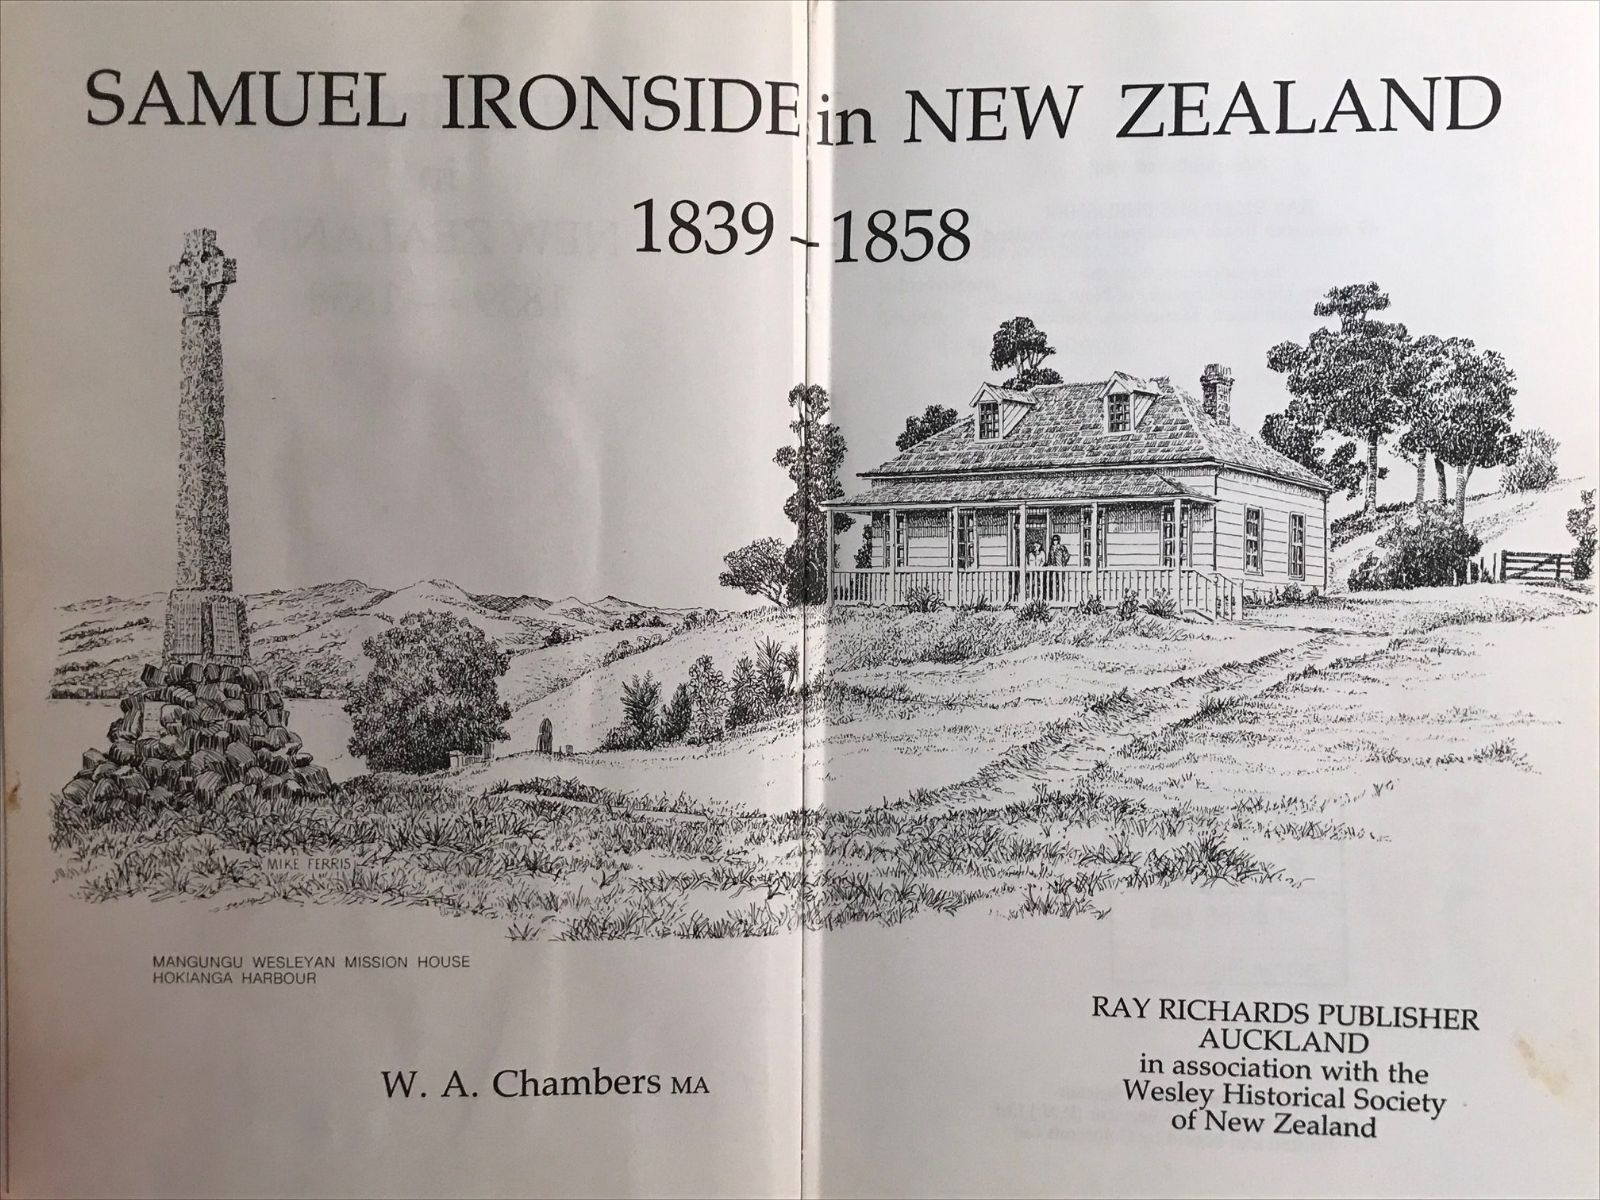 SAMUEL IRONSIDE in NEW ZEALAND
1839 - 1858
MIKE FERRIS
MANGUNGU WESLEYAN MISSION HOUSE
HOKIANGA HARBOUR
W. A. Chambers MA
RAY RICHARDS PUBLISHER
AUCKLAND
in association with the
Wesley Historical Society
of New Zealand